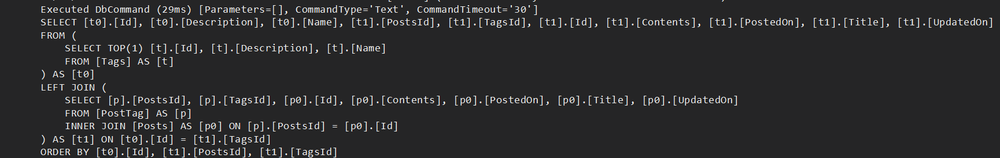 Executed DbCommand (29ms) [Parameters=[], CommandType='Text', CommandTimeout='30']
SELECT [t0].[Id], [t0].[Description], [t0].[Name], [t1].[PostsId], [t1].[TagsId], [t1].[Id], [t1].[Contents], [t1].[PostedOn], [t1].[Title], [t1].[UpdatedOn]
FROM (
    SELECT TOP(1) [t].[Id], [t].[Description], [t].[Name]
    FROM [Tags] AS [t]
) AS [t0]
LEFT JOIN (
    SELECT [p].[PostsId], [p].[TagsId], [p0].[Id], [p0].[Contents], [p0].[PostedOn], [p0].[Title], [p0].[UpdatedOn]
    FROM [PostTag] AS [p]
    INNER JOIN [Posts] AS [p0] ON [p].[PostsId] = [p0].[Id]
) AS [t1] ON [t0].[Id] = [t1].[TagsId]
ORDER BY [t0].[Id], [t1].[PostsId], [t1].[TagsId]